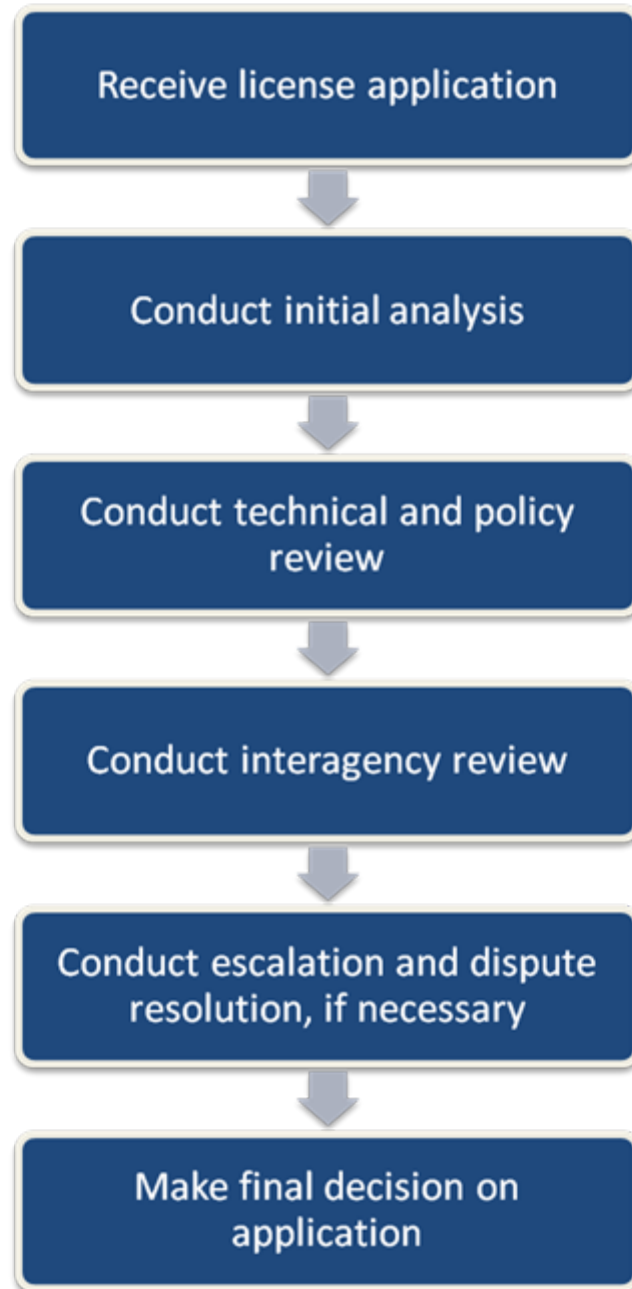 Receive license application
Conduct initial analysis
Conduct technical and policy
review
Conduct interagency review
Conduct escalation and dispute
resolution, if necessary
Make final decision on
application